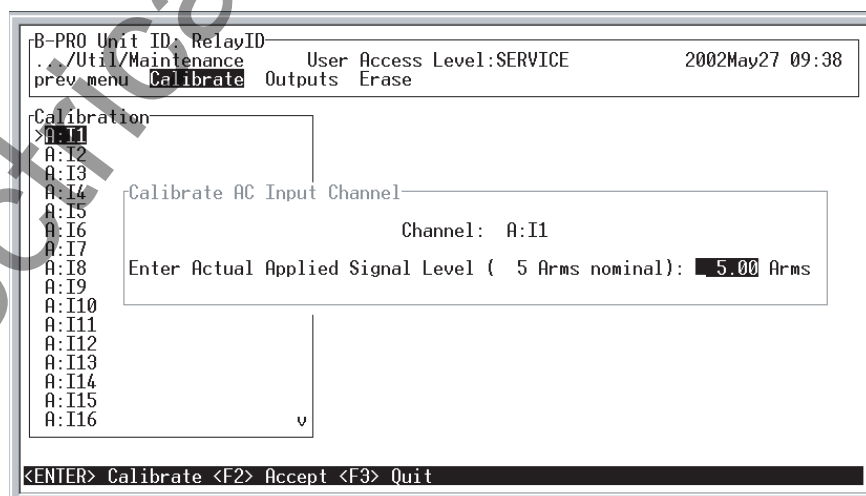 B-PRO Unit ID: RelayID
.../Util/Maintenance User Access Level:SERVICE 2002May27 09:38
prev menu Calibrate Outputs Erase
Calibration
>A:I1
A:I2
A:I3
A:I4
A:I5
A:I6
A:I7
A:I8
A:I9
A:I10
A:I11
A:I12
A:I13
A:I14
A:I15
A:I16 v
Calibrate AC Input Channel
Channel: A:I1
Enter Actual Applied Signal Level ( 5 Arms nominal): 5.00 Arms
<ENTER> Calibrate <F2> Accept <F3> Quit